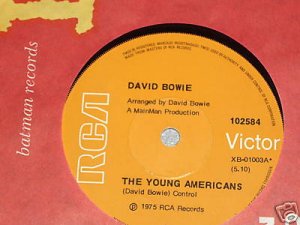 batman records
RCA
DAVID BOWIE
Arranged by David Bowie
A MainMan Production
102584
Victor
XB-01003A*
(5.10)
THE YOUNG AMERICANS
(David Bowie) Control
℗ 1975 RCA Records